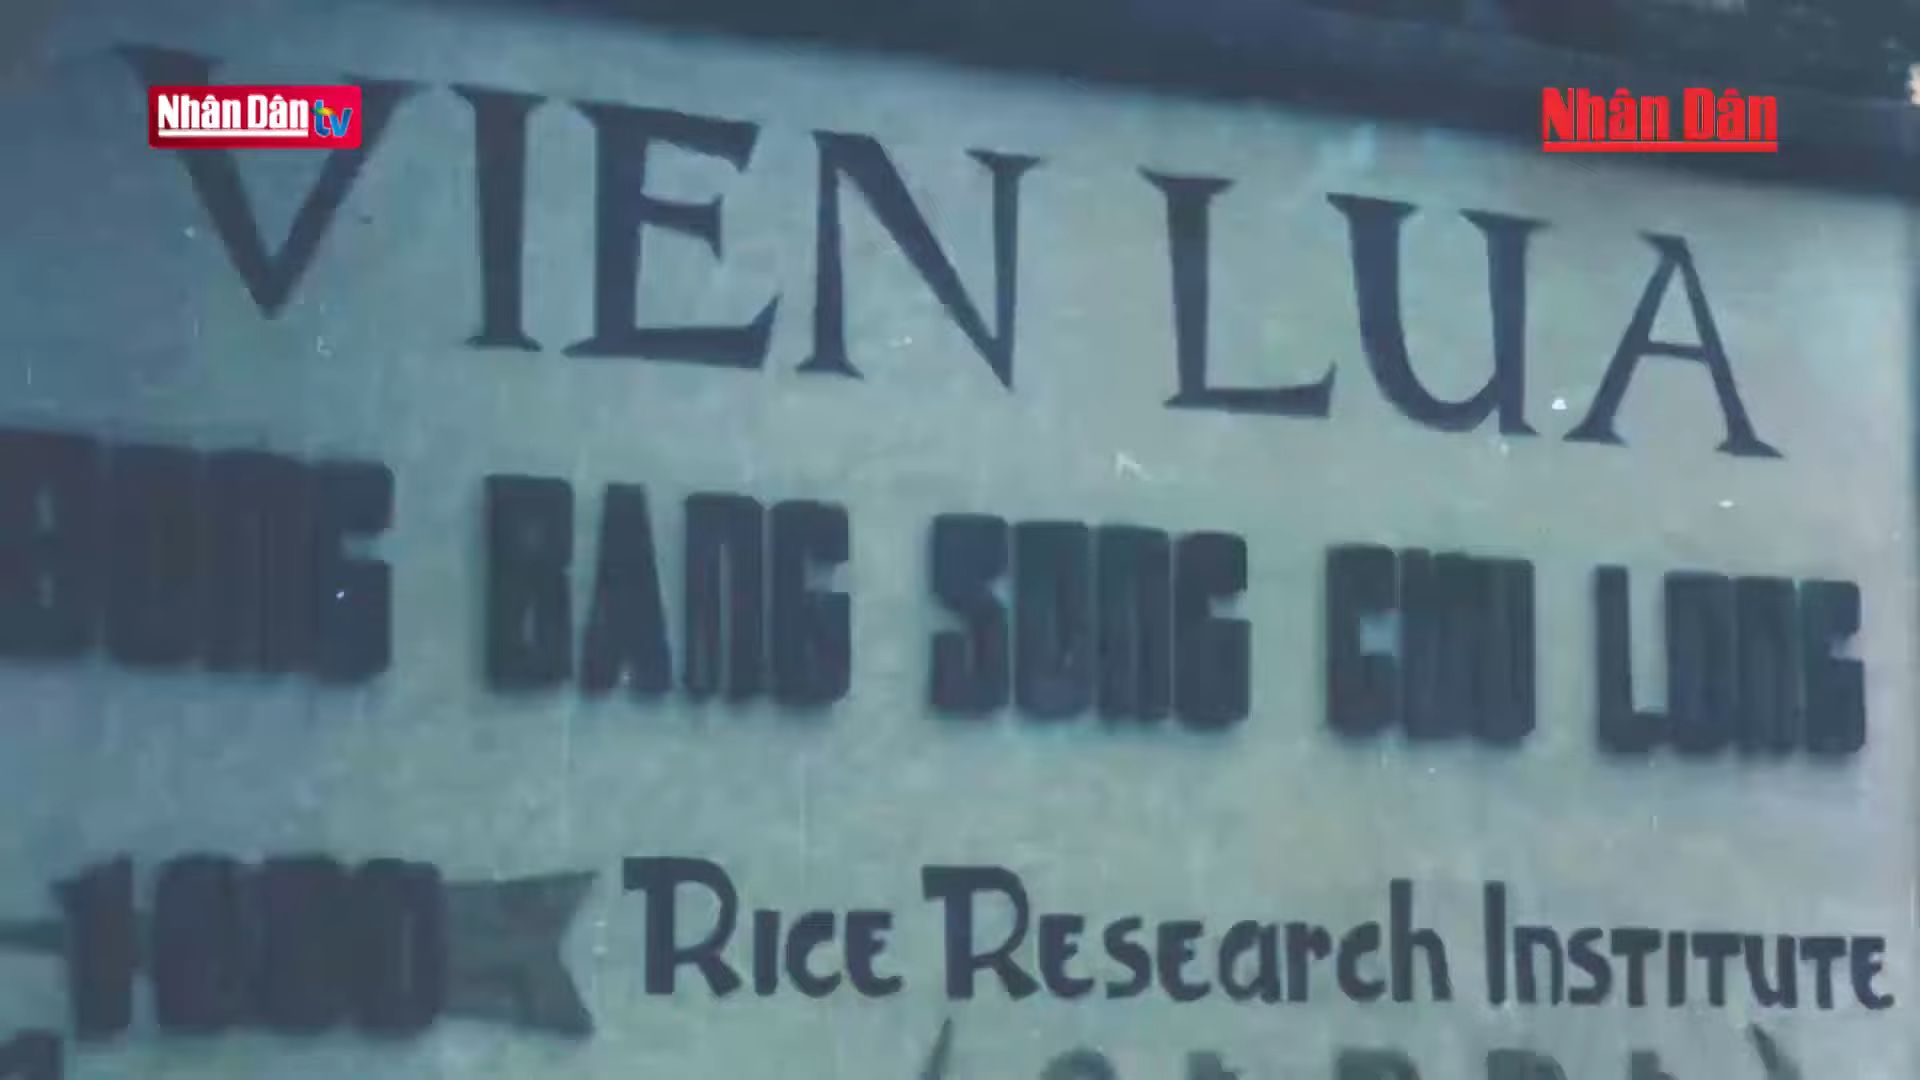 Nhân Dân tv
Nhân Dân
VIEN LUA
BANG SONG CUU LONG
RICE RESEARCH INSTITUTE